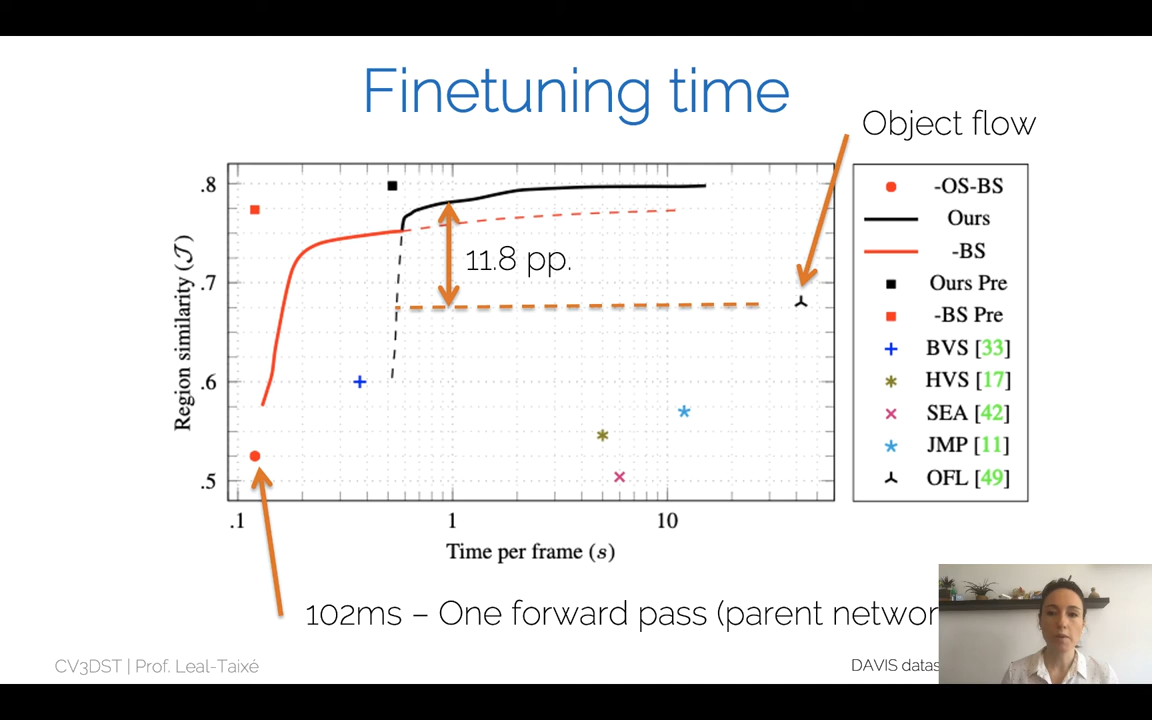 Finetuning time
Object flow
.8
.7
.6
.5
Region similarity (𝒥)
11.8 pp.
.1
1
10
Time per frame (s)
-OS-BS
Ours
-BS
Ours Pre
-BS Pre
BVS [33]
HVS [17]
SEA [42]
JMP [11]
OFL [49]
102ms – One forward pass (parent
CV3DST | Prof. Leal-Taixé
DAVIS